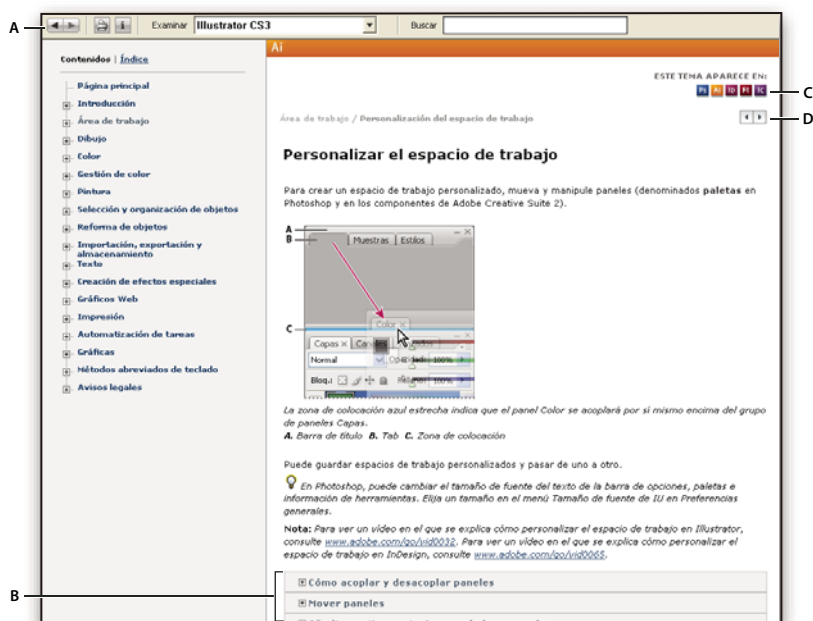 A
Examinar Illustrator CS3 Buscar
Contenidos | Índice
Página principal
Introducción
Área de trabajo
Dibujo
Color
Gestión de color
Pintura
Selección y organización de objetos
Reforma de objetos
Importación, exportación y
almacenamiento
Texto
Creación de efectos especiales
Gráficos Web
Impresión
Automatización de tareas
Gráficas
Métodos abreviados de teclado
Avisos legales
Ai
ESTE TEMA APARECE EN:
Ps Ai ID Fl
C
D
Área de trabajo / Personalización del espacio de trabajo
Personalizar el espacio de trabajo
Para crear un espacio de trabajo personalizado, mueva y manipule paneles (denominados paletas en
Photoshop y en los componentes de Adobe Creative Suite 2).
A
B
Muestras Estilos
Color
C
Capas
Normal 100%
Bloq.: 100%
La zona de colocación azul estrecha indica que el panel Color se acoplará por sí mismo encima del grupo
de paneles Capas.
A. Barra de título B. Tab C. Zona de colocación
Puede guardar espacios de trabajo personalizados y pasar de uno a otro.
En Photoshop, puede cambiar el tamaño de fuente del texto de la barra de opciones, paletas e
información de herramientas. Elija un tamaño en el menú Tamaño de fuente de IU en Preferencias
generales.
Nota: Para ver un vídeo en el que se explica cómo personalizar el espacio de trabajo en Illustrator,
consulte www.adobe.com/go/vid0032. Para ver un vídeo en el que se explica cómo personalizar el
espacio de trabajo en InDesign, consulte www.adobe.com/go/vid0065.
B
Cómo acoplar y desacoplar paneles
Mover paneles